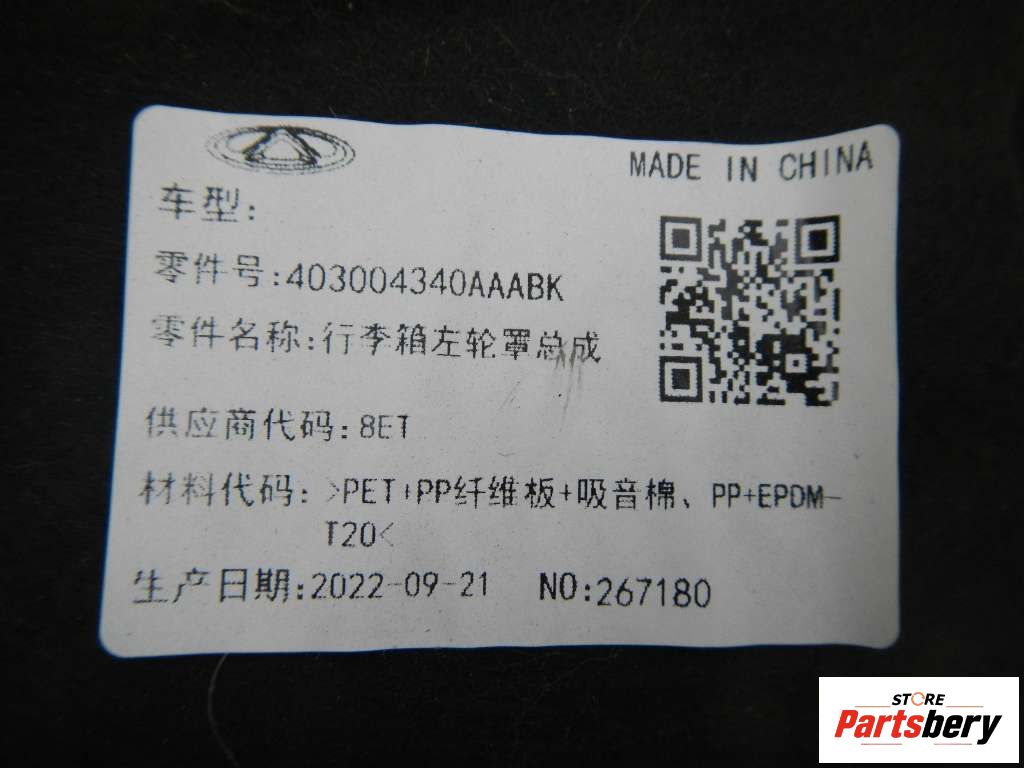 MADE IN CHINA
车型:
零件号:403004340AAABK
零件名称:行李箱左轮罩总成
供应商代码:8ET
材料代码:>PET+PP纤维板+吸音棉、PP+EPDM-
T20<
生产日期:2022-09-21 NO:267180
STORE
Partsbery